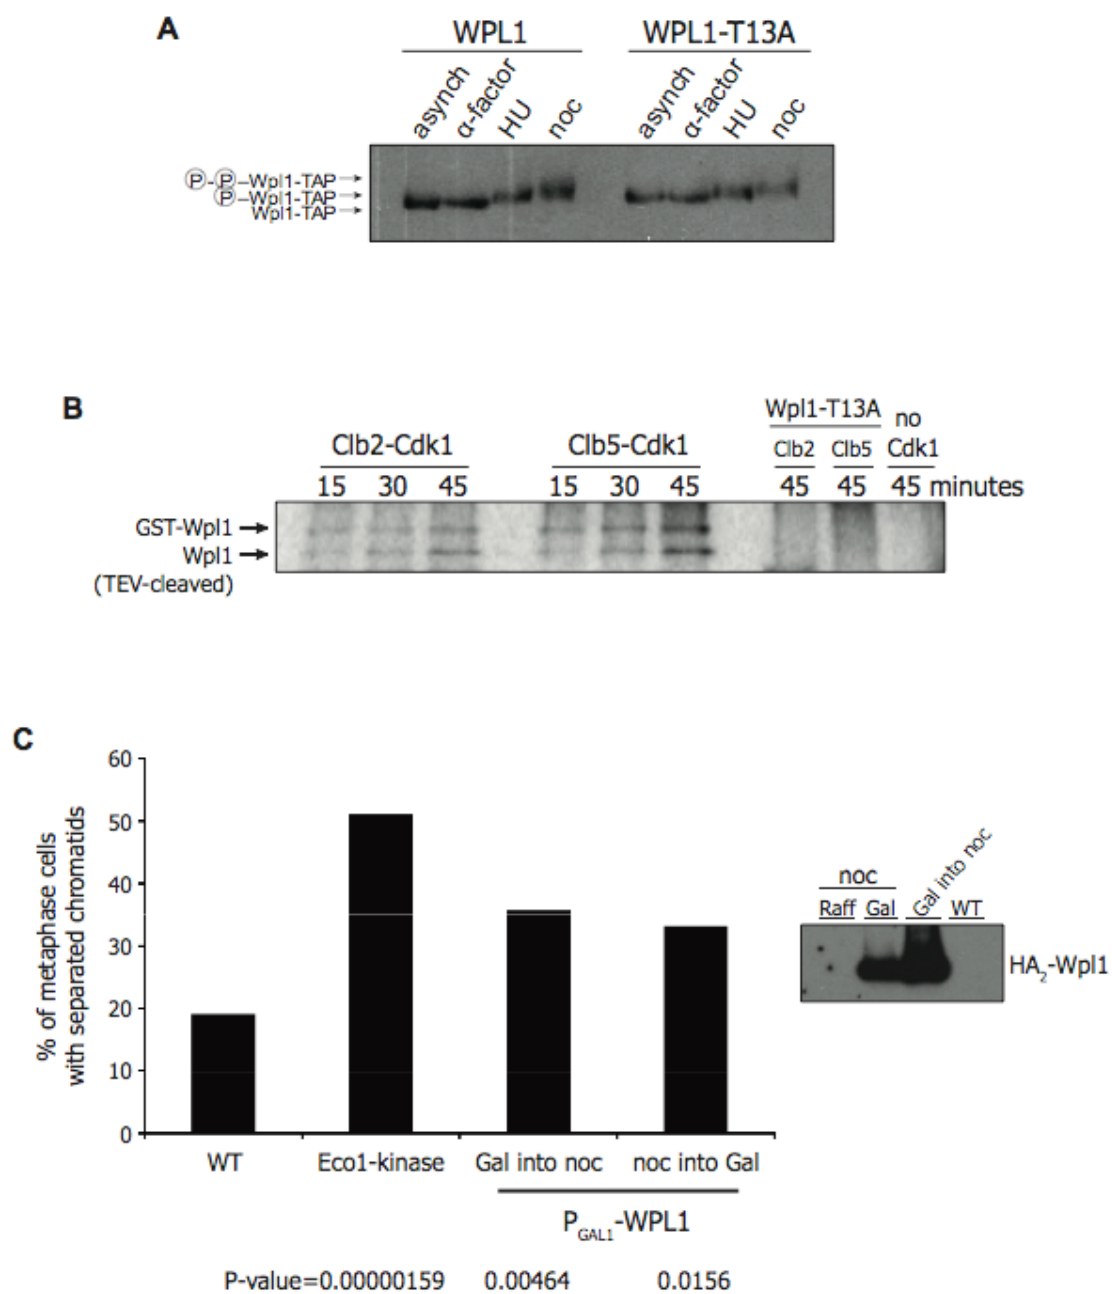 A
WPL1 WPL1-T13A
asynch α-factor HU noc asynch α-factor HU noc
P-P–Wpl1-TAP
P–Wpl1-TAP
Wpl1-TAP
B
Wpl1-T13A no
Clb2-Cdk1 Clb5-Cdk1 Clb2 Clb5 Cdk1
15 30 45 15 30 45 45 45 45 minutes
GST-Wpl1
Wpl1
(TEV-cleaved)
C
% of metaphase cells
with separated chromatids
60
50
40
30
20
10
0
WT Eco1-kinase Gal into noc noc into Gal
PGAL1-WPL1
P-value=0.00000159 0.00464 0.0156
noc Gal into noc
Raff Gal WT
HA2-Wpl1